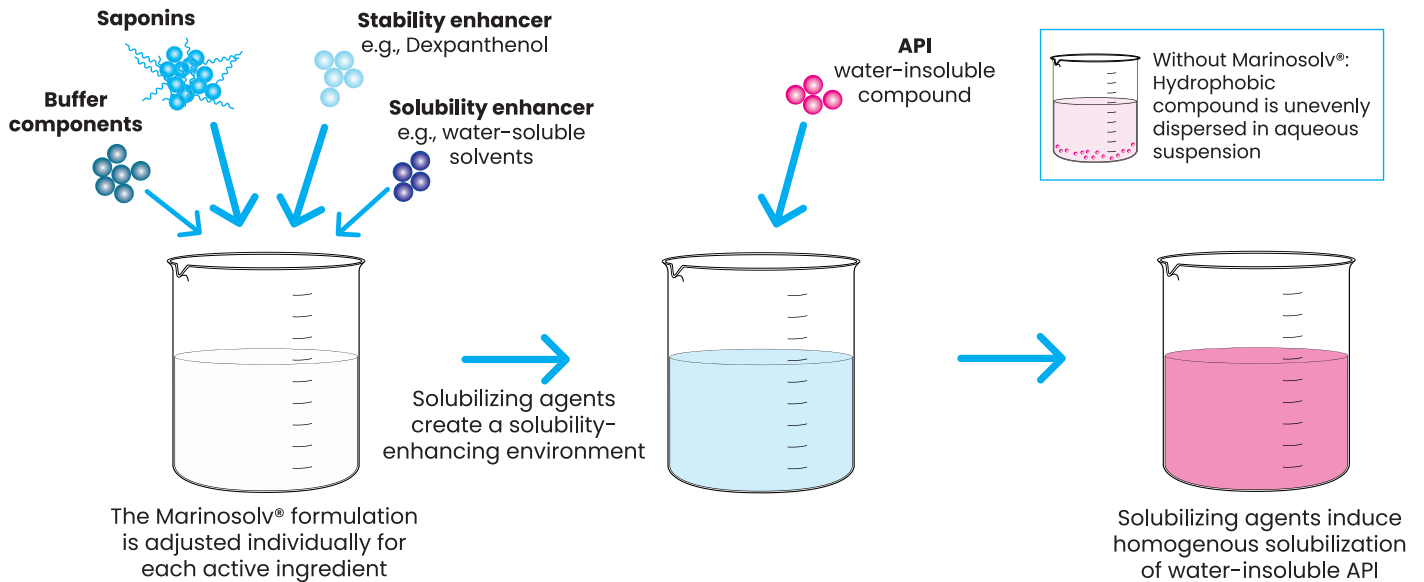 Saponins
Stability enhancer
e.g., Dexpanthenol
Buffer
components
Solubility enhancer
e.g., water-soluble
solvents
API
water-insoluble
compound
Without Marinosolv®:
Hydrophobic
compound is unevenly
dispersed in aqueous
suspension
Solubilizing agents
create a solubility-
enhancing environment
The Marinosolv® formulation
is adjusted individually for
each active ingredient
Solubilizing agents induce
homogenous solubilization
of water-insoluble API